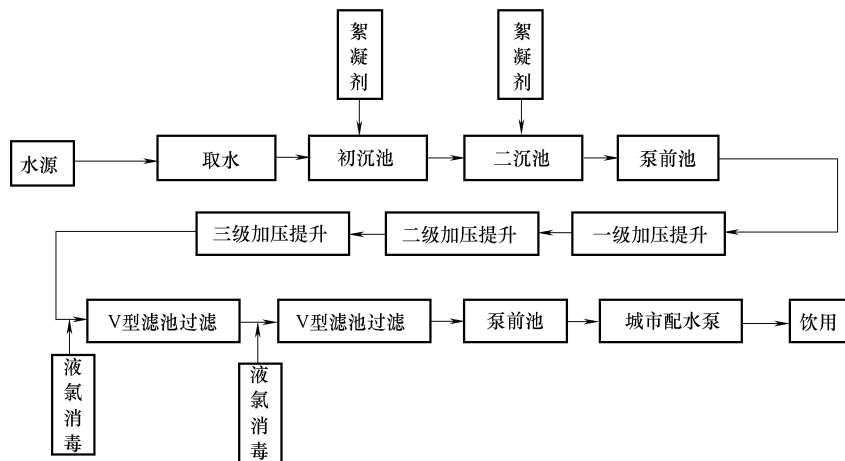 絮凝剂
絮凝剂
水源
取水
初沉池
二沉池
泵前池
三级加压提升
二级加压提升
一级加压提升
V型滤池过滤
V型滤池过滤
泵前池
城市配水泵
饮用
液氯消毒
液氯消毒